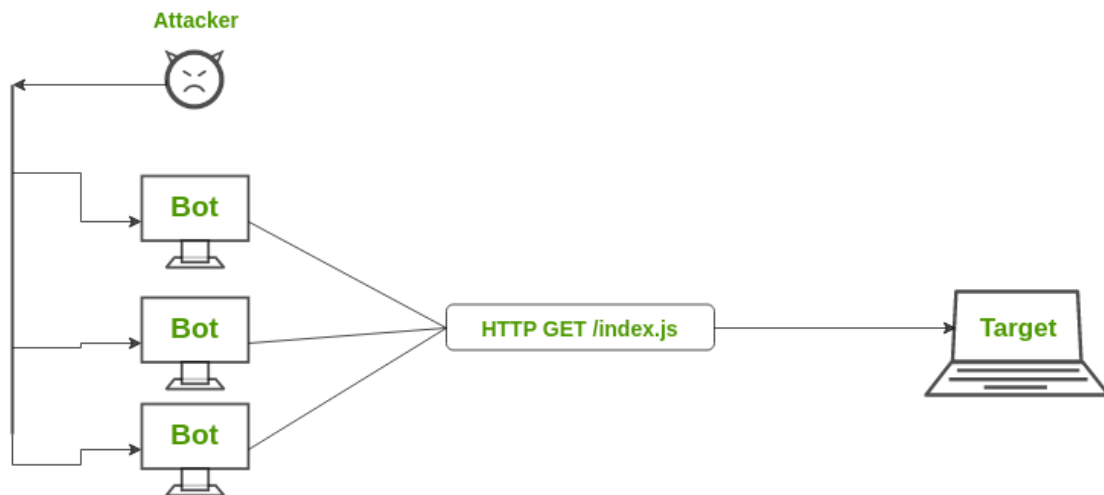 Attacker
Bot
Bot
HTTP GET /index.js
Target
Bot